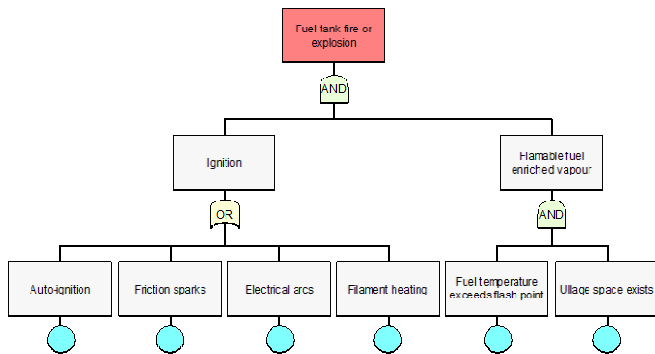 Fuel tank fire or
explosion
AND
Ignition
Flamable fuel
enriched vapour
OR
AND
Auto-ignition
Friction sparks
Electrical arcs
Filament heating
Fuel temperature
exceeds flash point
Ullage space exists